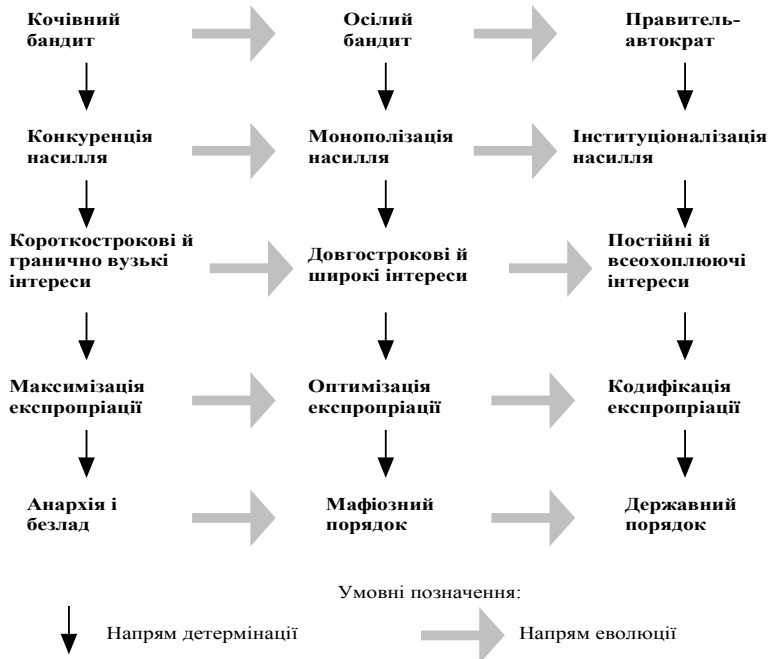 Кочівний
бандит
Осілий
бандит
Правитель-
автократ
Конкуренція
насилля
Монополізація
насилля
Інституціоналізація
насилля
Короткострокові й
гранично вузькі
інтереси
Довгострокові й
широкі інтереси
Постійні й
всеохоплюючі
інтереси
Максимізація
експропріації
Оптимізація
експропріації
Кодифікація
експропріації
Анархія і
безлад
Мафіозний
порядок
Державний
порядок
Умовні позначення:
Напрям детермінації
Напрям еволюції